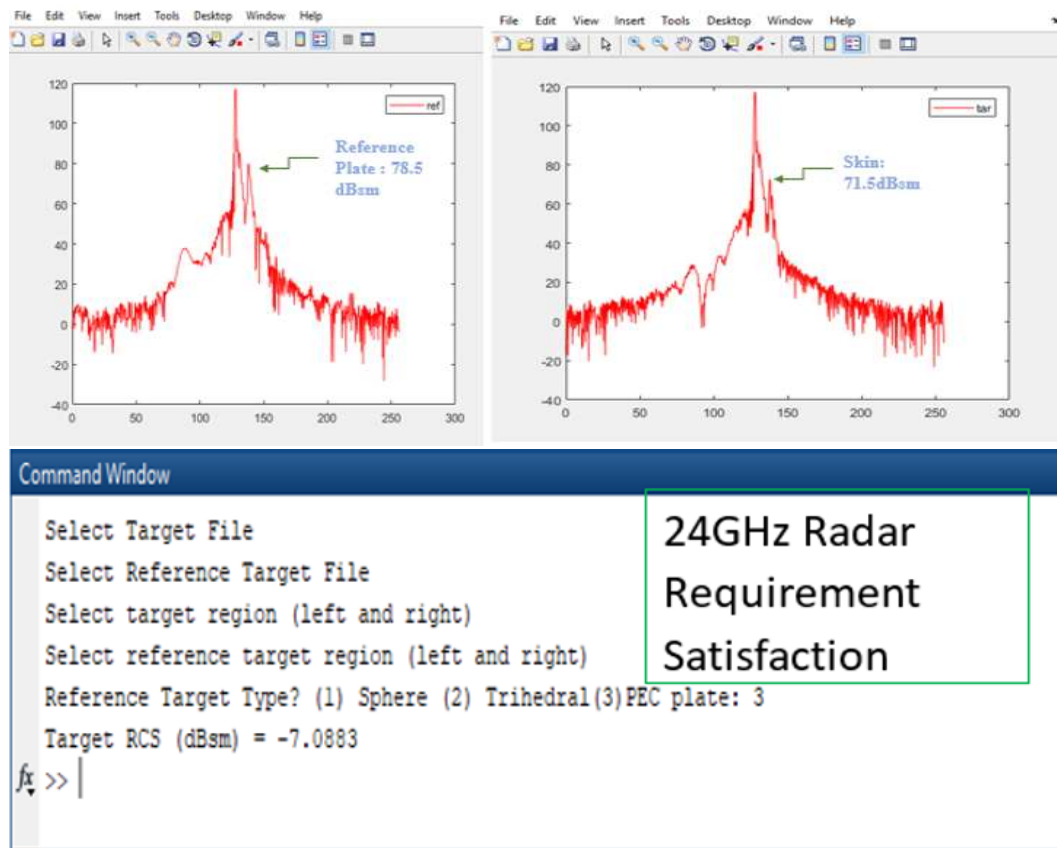 File Edit View Insert Tools Desktop Window Help
120
100
80
60
40
20
0
-20
-40
0 50 100 150 200 250 300
ref
Reference
Plate : 78.5
dBsm
File Edit View Insert Tools Desktop Window Help
120
100
80
60
40
20
0
-20
-40
0 50 100 150 200 250 300
tar
Skin:
71.5dBsm
Command Window
Select Target File
Select Reference Target File
Select target region (left and right)
Select reference target region (left and right)
Reference Target Type? (1) Sphere (2) Trihedral(3)PEC plate: 3
Target RCS (dBsm) = -7.0883
fx >>
24GHz Radar
Requirement
Satisfaction